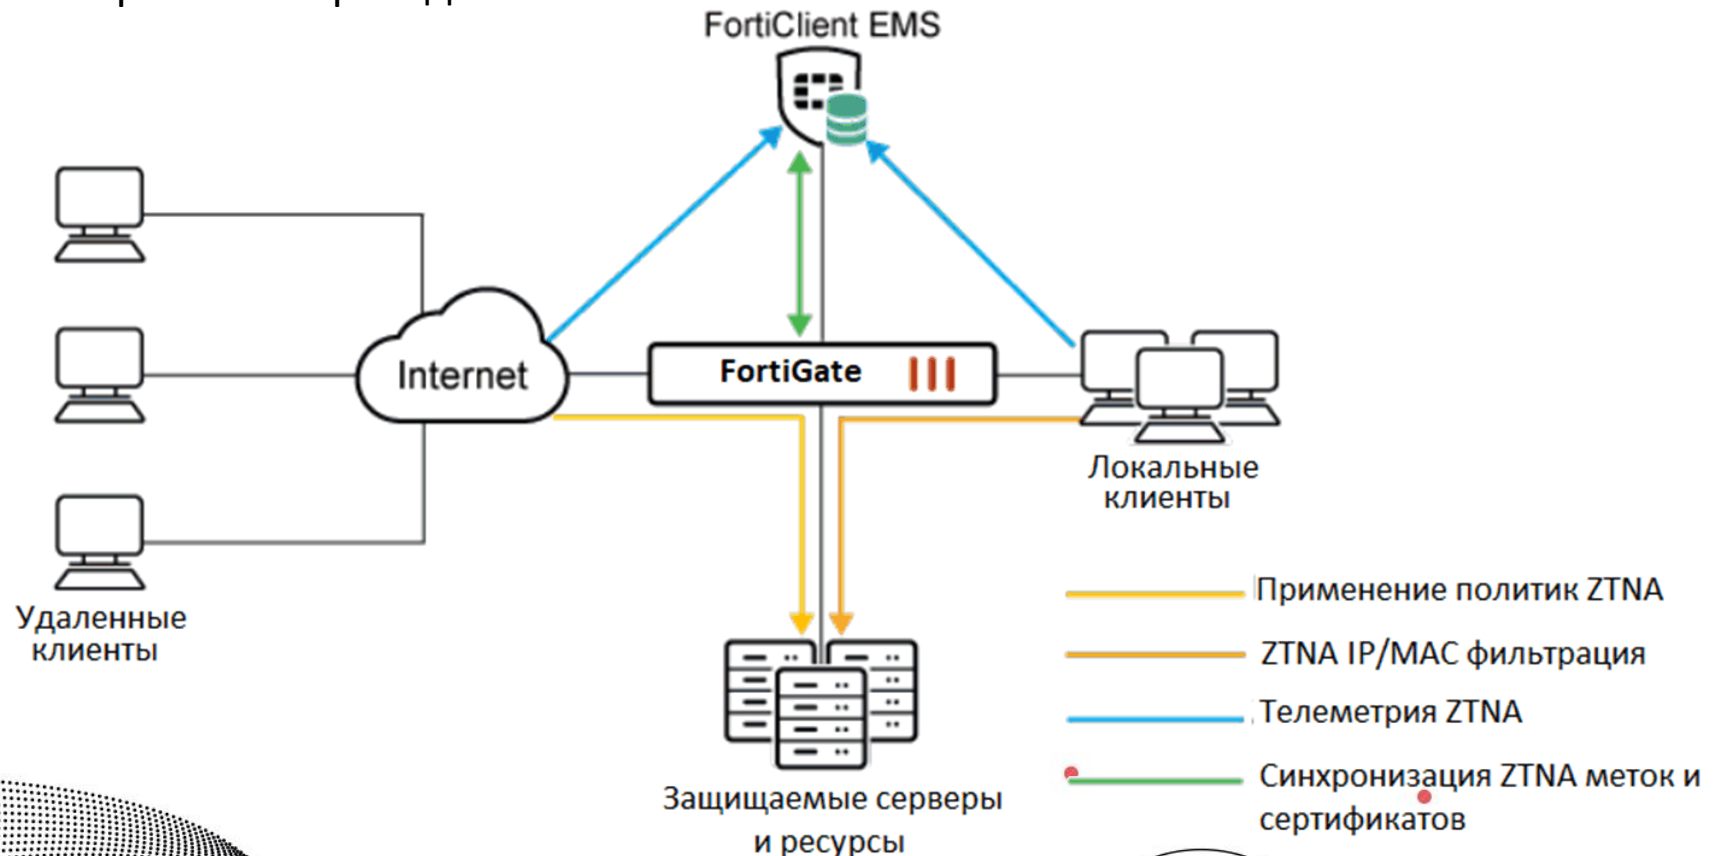 FortiClient EMS
Internet
FortiGate
Локальные
клиенты
Удаленные
клиенты
Применение политик ZTNA
ZTNA IP/MAC фильтрация
Телеметрия ZTNA
Синхронизация ZTNA меток и
сертификатов
Защищаемые серверы
и ресурсы